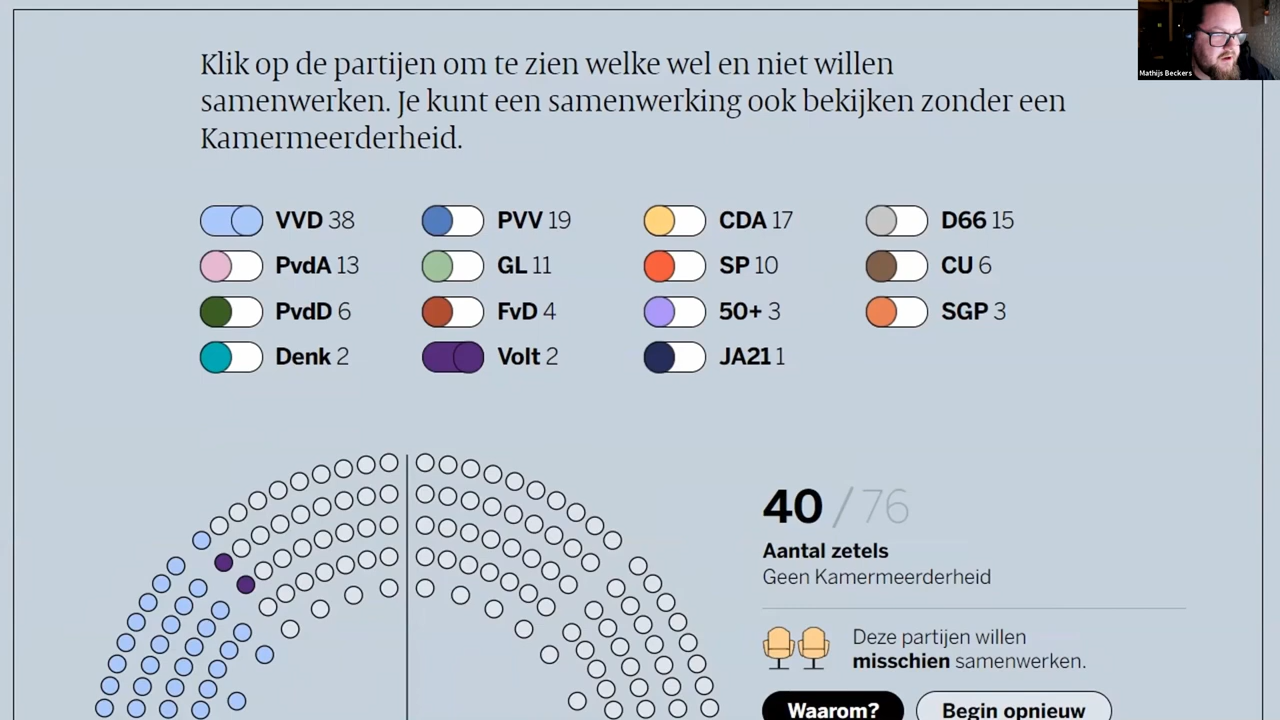 Klik op de partijen om te zien welke wel en niet willen
samenwerken. Je kunt een samenwerking ook bekijken zonder een
Kamermeerderheid.
Mathijs Beckers
VVD 38
PVV 19
CDA 17
D66 15
PvdA 13
GL 11
SP 10
CU 6
PvdD 6
FvD 4
50+ 3
SGP 3
Denk 2
Volt 2
JA21 1
40 / 76
Aantal zetels
Geen Kamermeerderheid
Deze partijen willen
misschien samenwerken.
Waarom?
Begin opnieuw